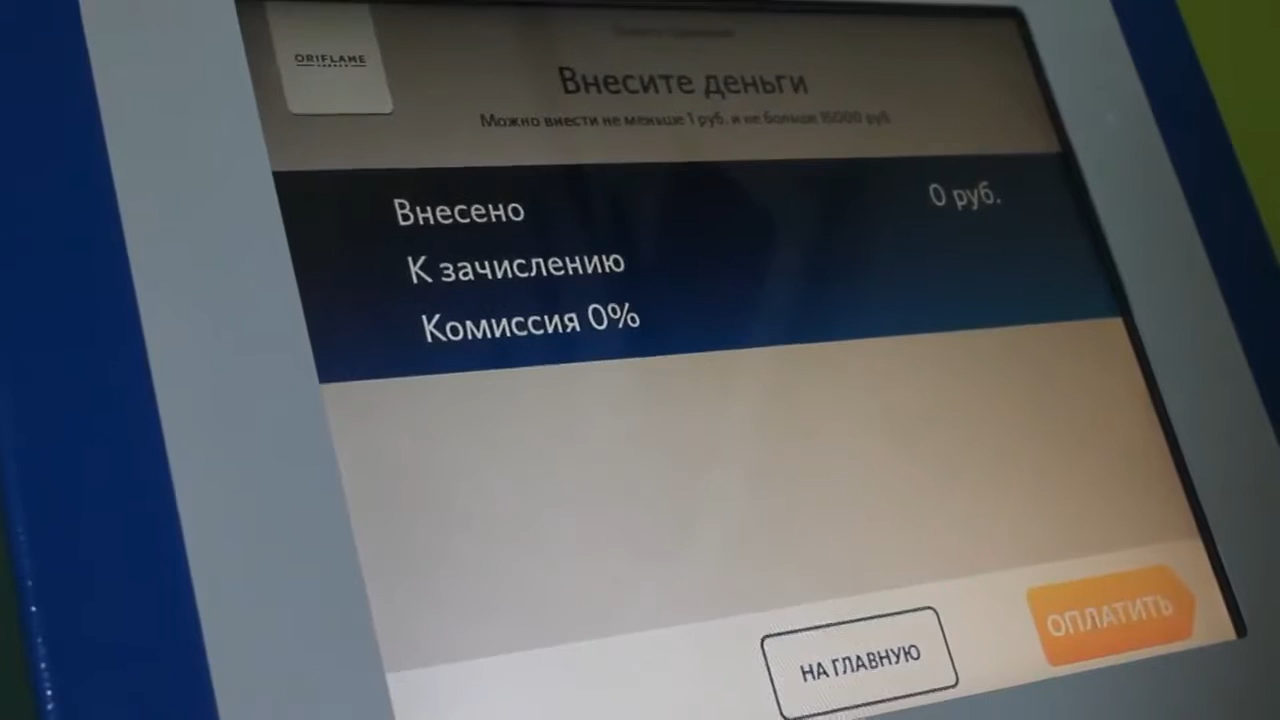 ORIFLAME
Внесите деньги
Можно внести не меньше 1 руб. и не больше 15000 руб.
Внесено 0 руб.
К зачислению
Комиссия 0%
НА ГЛАВНУЮ
ОПЛАТИТЬ